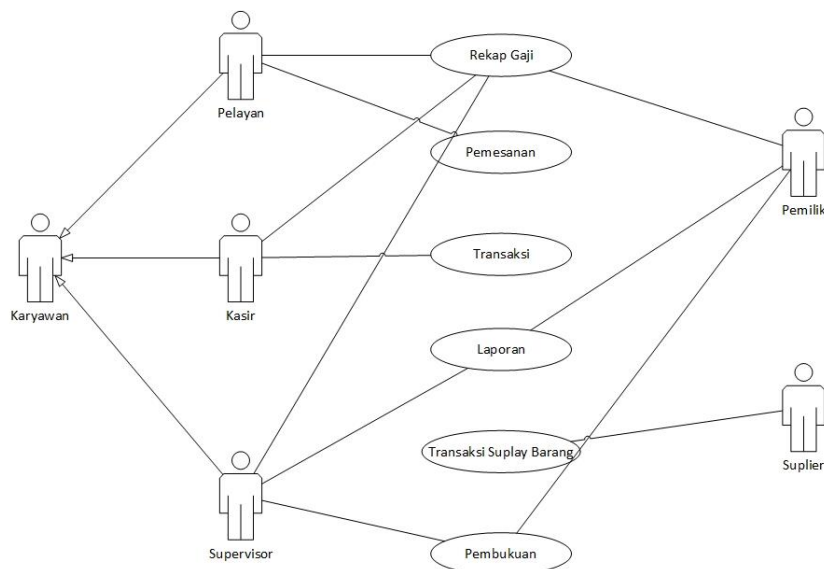 Pelayan
Rekap Gaji
Pemesanan
Pemilik
Karyawan
Kasir
Transaksi
Laporan
Suplier
Transaksi Suplay Barang
Supervisor
Pembukuan